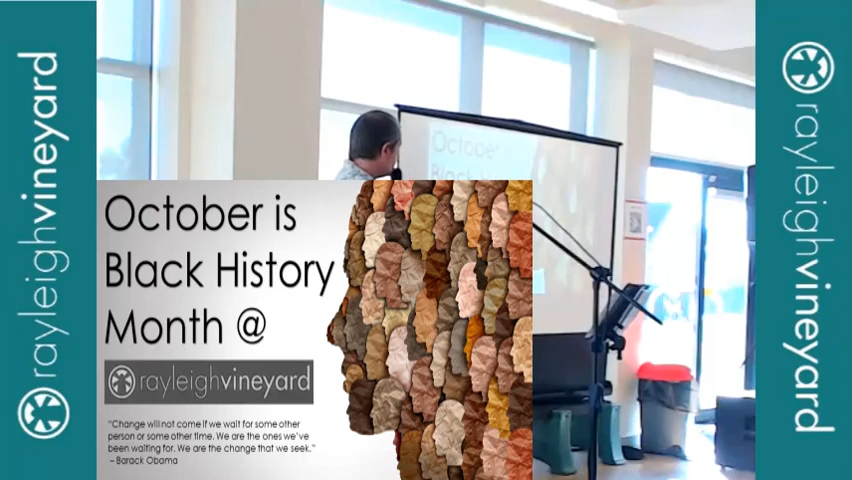 rayleighvineyard
October
Black H
October is
Black History
Month @
rayleighvineyard
“Change will not come if we wait for some other
person or some other time. We are the ones we’ve
been waiting for. We are the change that we seek.”
– Barack Obama
rayleighvineyard